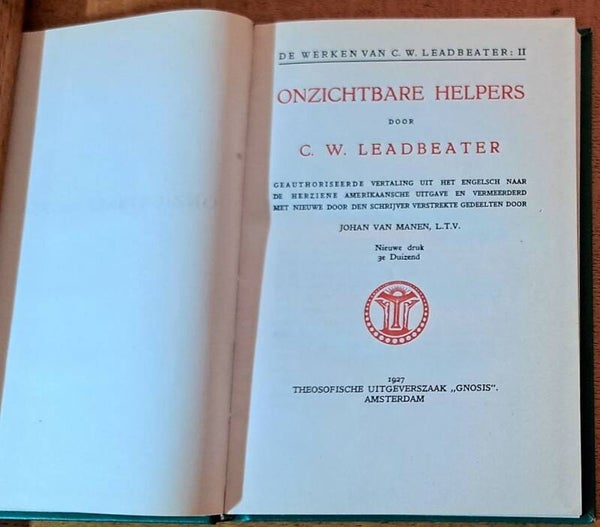 DE WERKEN VAN C. W. LEADBEATER: II
ONZICHTBARE HELPERS
DOOR
C. W. LEADBEATER
GEAUTHORISEERDE VERTALING UIT HET ENGELSCH NAAR
DE HERZIENE AMERIKAANSCHE UITGAVE EN VERMEERDERD
MET NIEUWE DOOR DEN SCHRIJVER VERSTREKTE GEDEELTEN DOOR
JOHAN VAN MANEN, L.T.V.
Nieuwe druk
3e Duizend
1927
THEOSOFISCHE UITGEVERSZAAK „GNOSIS".
AMSTERDAM